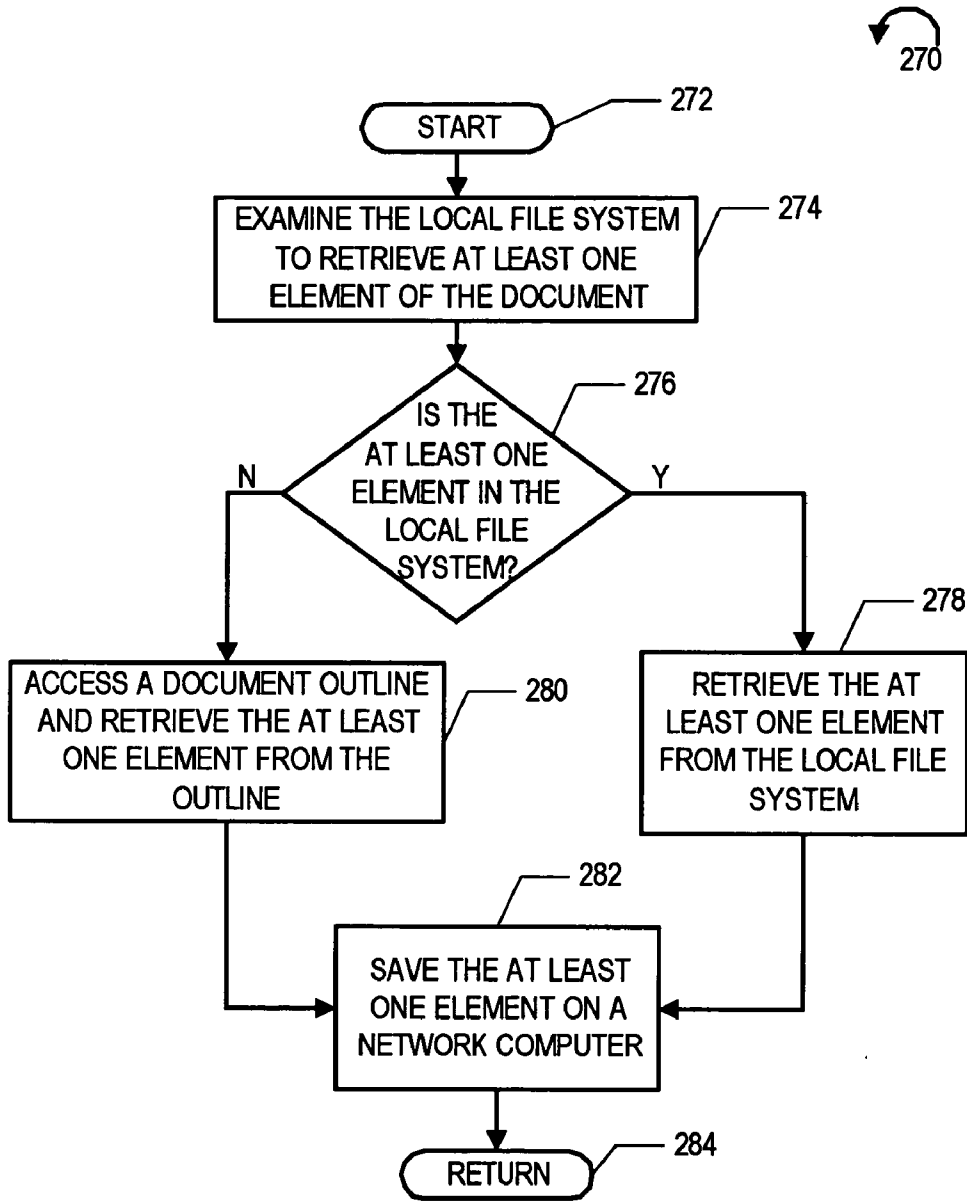 270
START
272
EXAMINE THE LOCAL FILE SYSTEM
TO RETRIEVE AT LEAST ONE
ELEMENT OF THE DOCUMENT
274
IS THE
AT LEAST ONE
ELEMENT IN THE
LOCAL FILE
SYSTEM?
276
N
Y
ACCESS A DOCUMENT OUTLINE
AND RETRIEVE THE AT LEAST
ONE ELEMENT FROM THE
OUTLINE
280
RETRIEVE THE AT
LEAST ONE ELEMENT
FROM THE LOCAL FILE
SYSTEM
278
SAVE THE AT LEAST
ONE ELEMENT ON A
NETWORK COMPUTER
282
RETURN
284